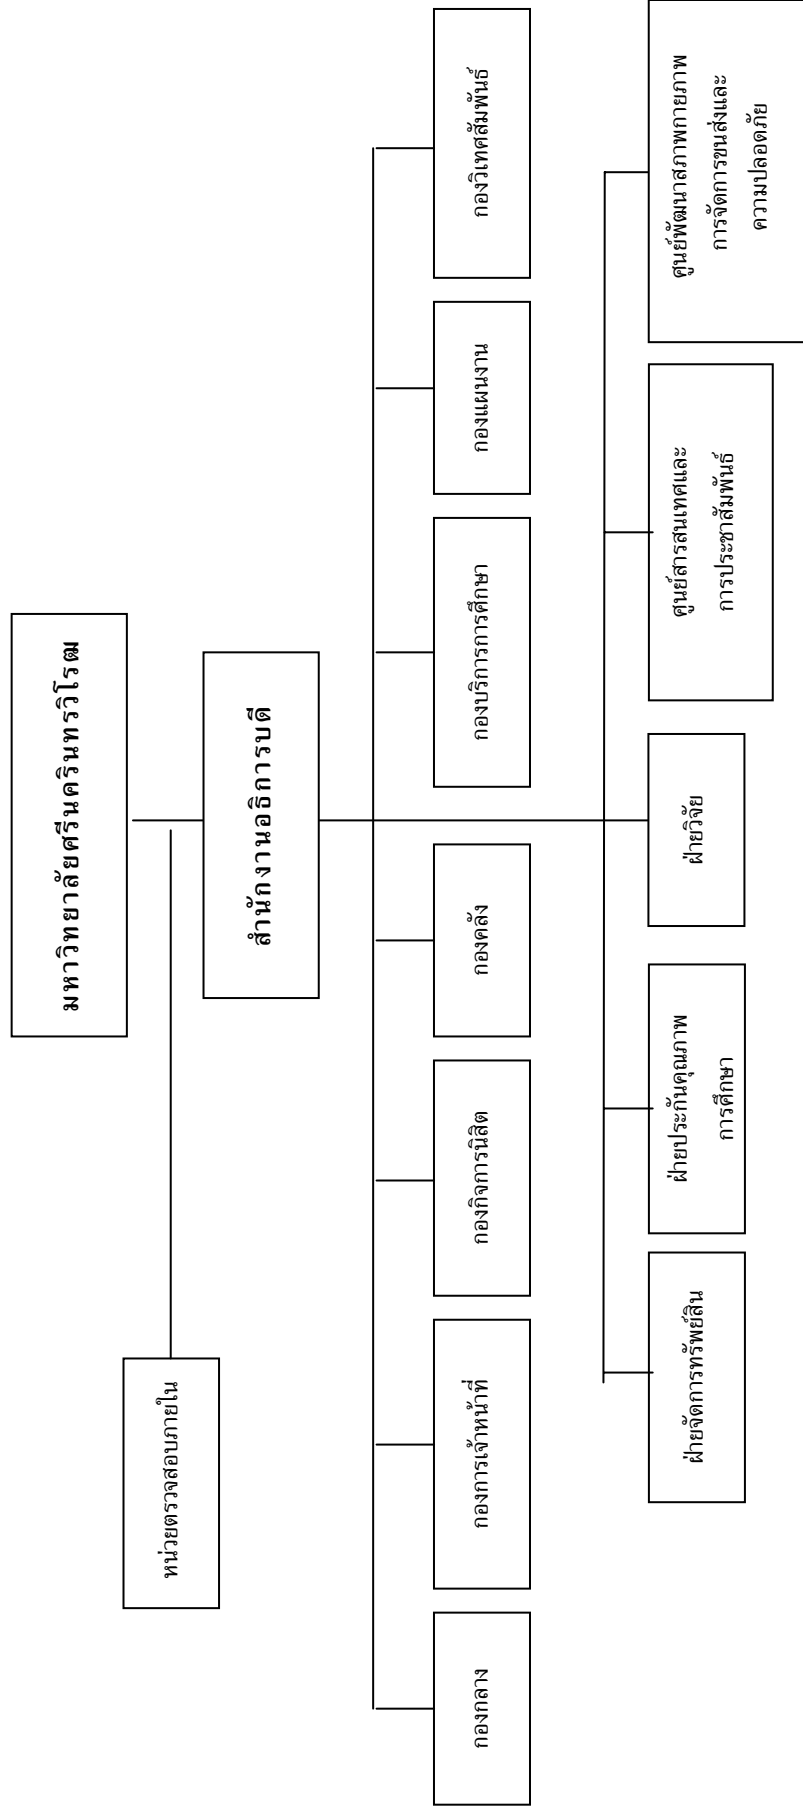 มหาวิทยาลัยศรีนครินทรวิโรฒ
หน่วยตรวจสอบภายใน
สำนักงานอธิการบดี
กองกลาง
กองการเจ้าหน้าที่
กองกิจการนิสิต
กองคลัง
กองบริการการศึกษา
กองแผนงาน
กองวิเทศสัมพันธ์
ฝ่ายจัดการทรัพย์สิน
ฝ่ายประกันคุณภาพ
การศึกษา
ฝ่ายวิจัย
ศูนย์สารสนเทศและ
การประชาสัมพันธ์
ศูนย์พัฒนาสภาพกายภาพ
การจัดการขนส่งและ
ความปลอดภัย